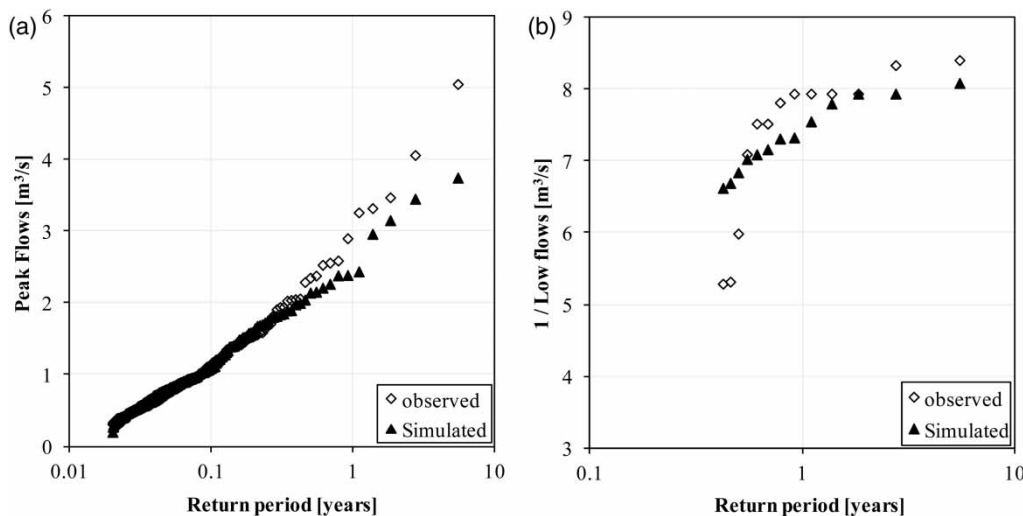 (a)
6
5
4
3
2
1
0
Peak Flows [m³/s]
0.01 0.1 1 10
Return period [years]
observed
Simulated
(b)
9
8
7
6
5
4
3
1 / Low flows [m³/s]
0.1 1 10
Return period [years]
observed
Simulated